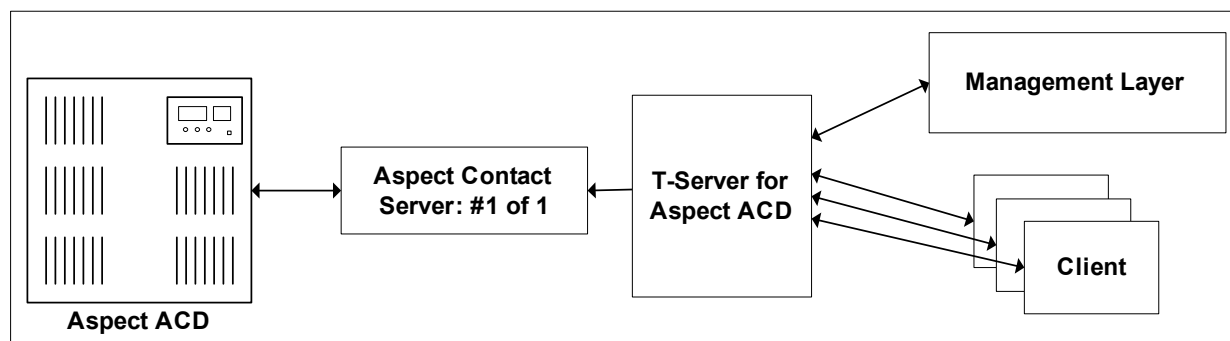 Management Layer
Aspect Contact
Server: #1 of 1
T-Server for
Aspect ACD
Client
Aspect ACD